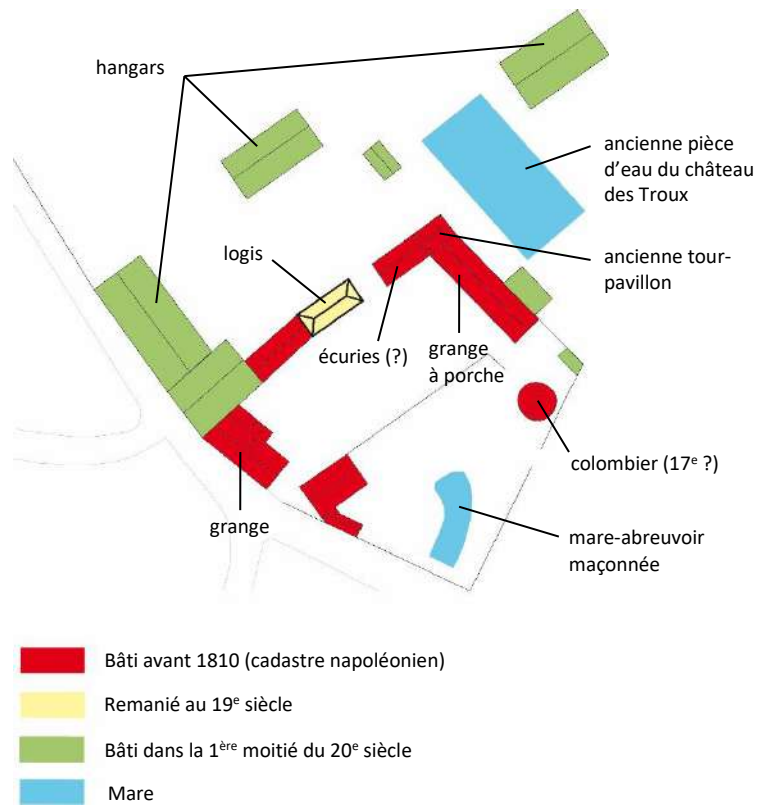 hangars
ancienne pièce
d’eau du château
des Troux
logis
ancienne tour-
pavillon
écuries (?)
grange
à porche
colombier (17e ?)
grange
mare-abreuvoir
maçonnée
Bâti avant 1810 (cadastre napoléonien)
Remanié au 19e siècle
Bâti dans la 1ère moitié du 20e siècle
Mare